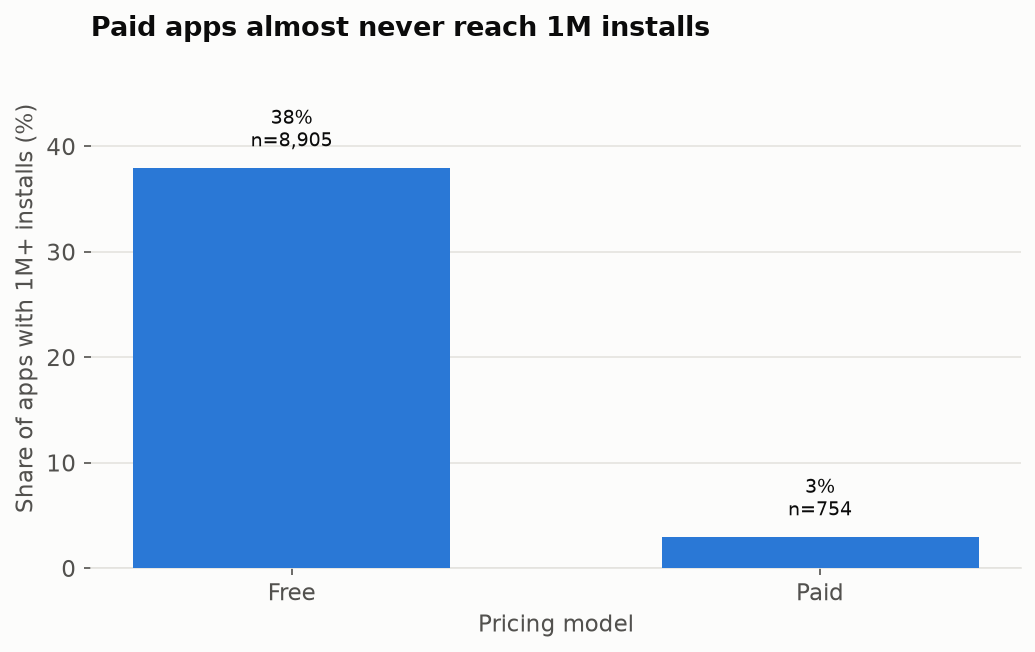 Paid apps almost never reach 1M installs
Share of apps with 1M+ installs (%)
40
30
20
10
0
38%
n=8,905
3%
n=754
Free
Paid
Pricing model